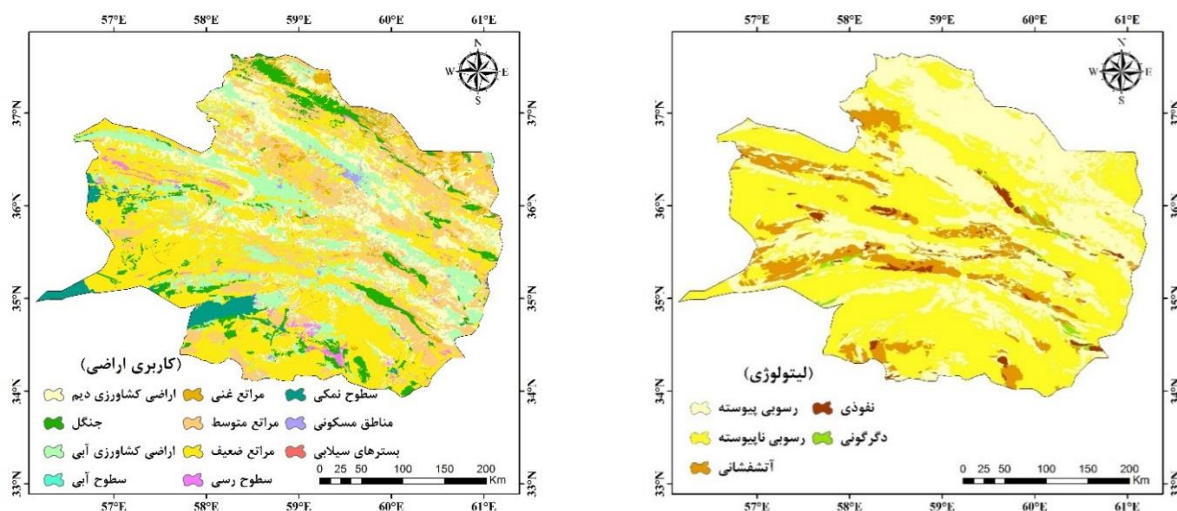 57°E 58°E 59°E 60°E 61°E
37°N
36°N
35°N
34°N
33°N
N
W E
S
(کاربری اراضی)
اراضی کشاورزی دیم
جنگل
اراضی کشاورزی آبی
سطوح آبی
مراتع غنی
مراتع متوسط
مراتع ضعیف
سطوح رسی
سطوح نمکی
مناطق مسکونی
بسترهای سیلابی
0 25 50 100 150 200
Km
57°E 58°E 59°E 60°E 61°E
57°E 58°E 59°E 60°E 61°E
37°N
36°N
35°N
34°N
33°N
N
W E
S
(لیتولوژی)
رسوبی پیوسته
رسوبی ناپیوسته
آتشفشانی
نفوذی
دگرگونی
0 25 50 100 150 200
Km
57°E 58°E 59°E 60°E 61°E